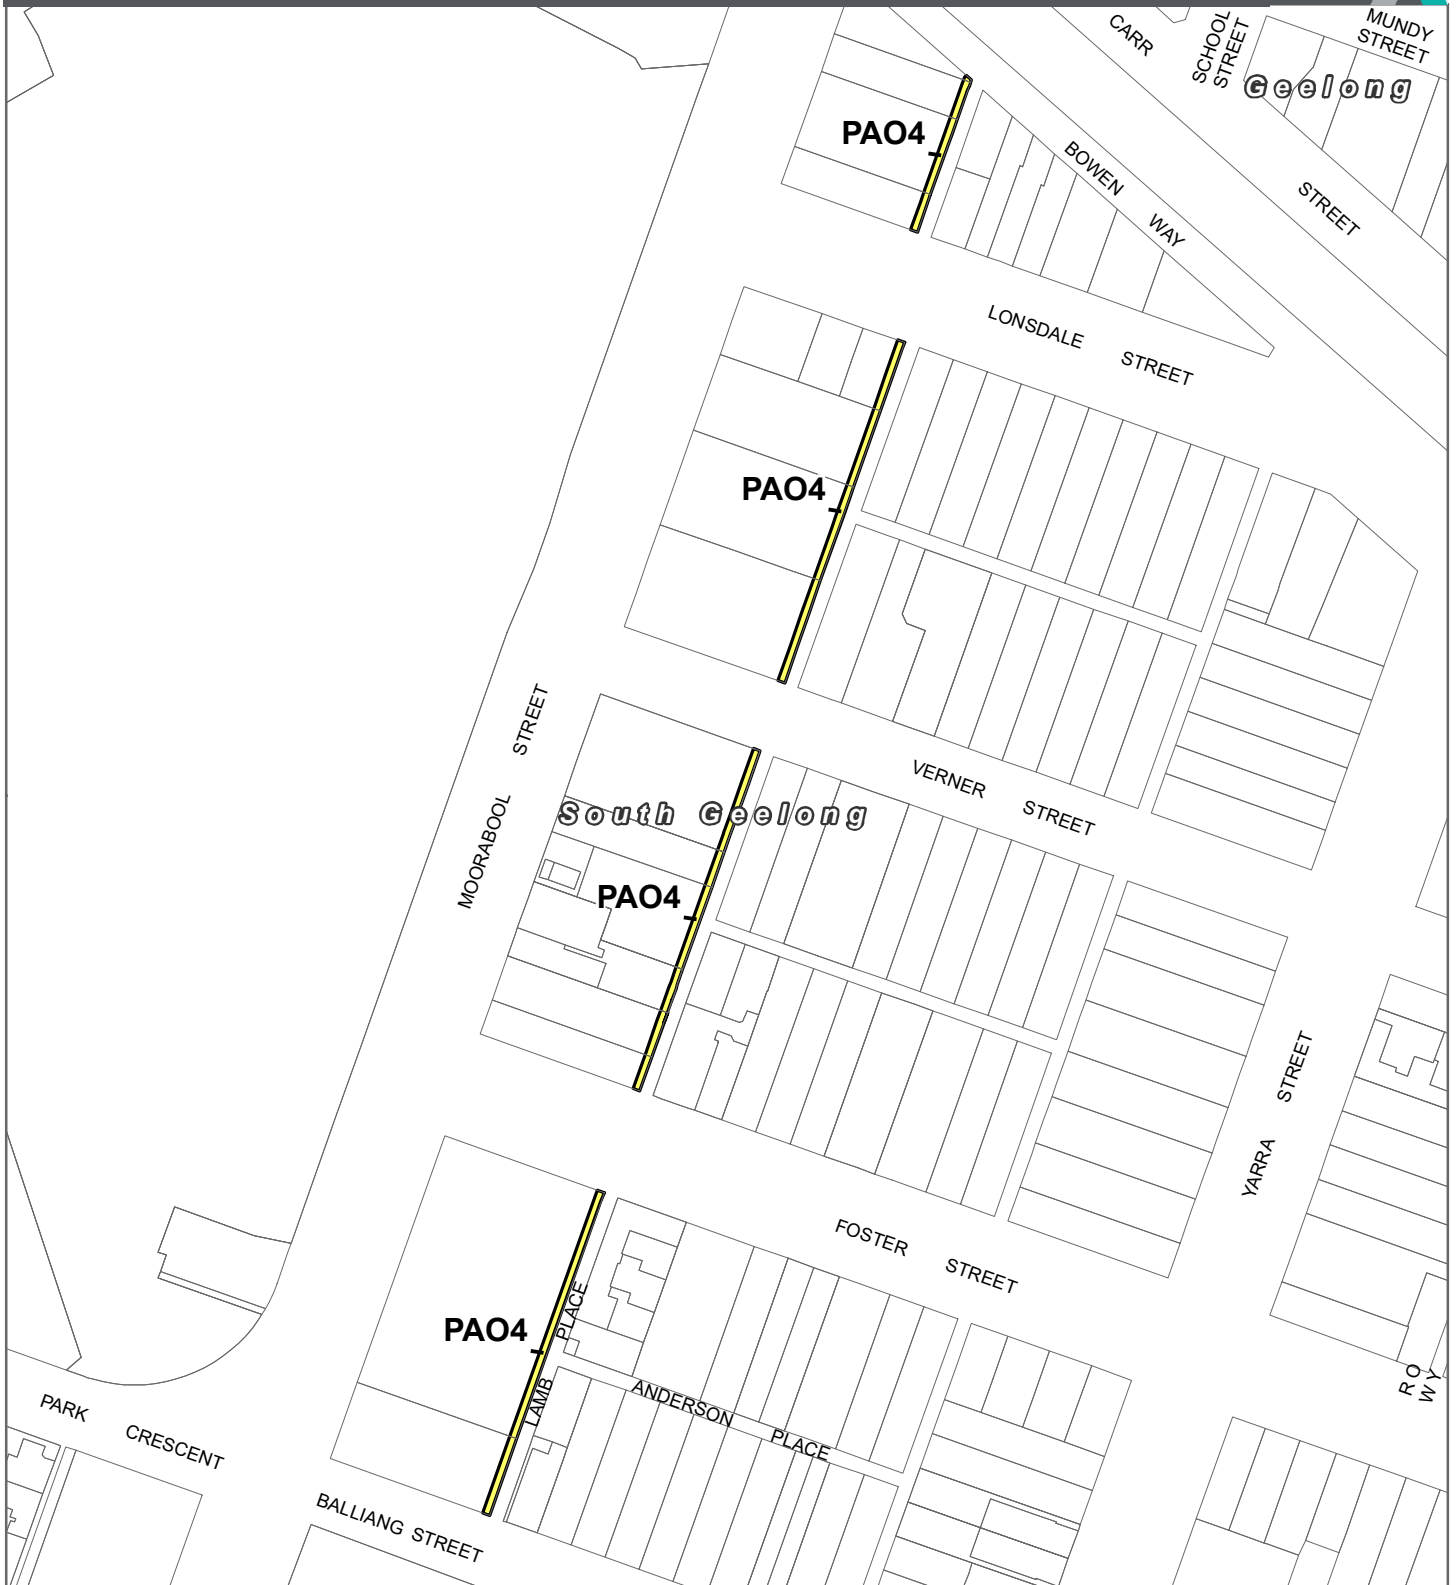 MUNDY
STREET
CARR
SCHOOL
STREET
Geelong
PAO4
BOWEN
WAY
STREET
LONSDALE
STREET
PAO4
STREET
MOORABOOL
VERNER
STREET
South Geelong
PAO4
STREET
YARRA
FOSTER
STREET
PLACE
PAO4
LAMB
ANDERSON
PLACE
ROWY
PARK
CRESCENT
BALLIANG STREET